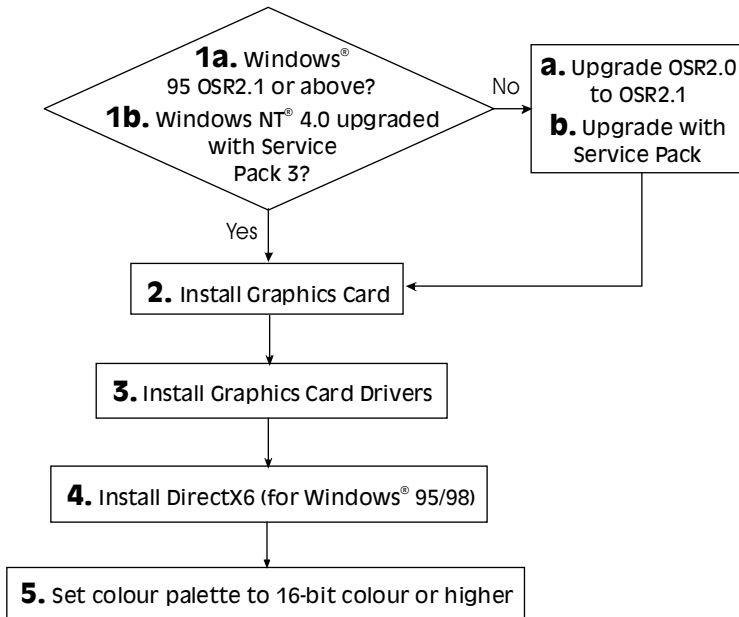 1a. Windows®
95 OSR2.1 or above?
1b. Windows NT® 4.0 upgraded
with Service
Pack 3?
No
a. Upgrade OSR2.0
to OSR2.1
b. Upgrade with
Service Pack
Yes
2. Install Graphics Card
3. Install Graphics Card Drivers
4. Install DirectX6 (for Windows® 95/98)
5. Set colour palette to 16-bit colour or higher